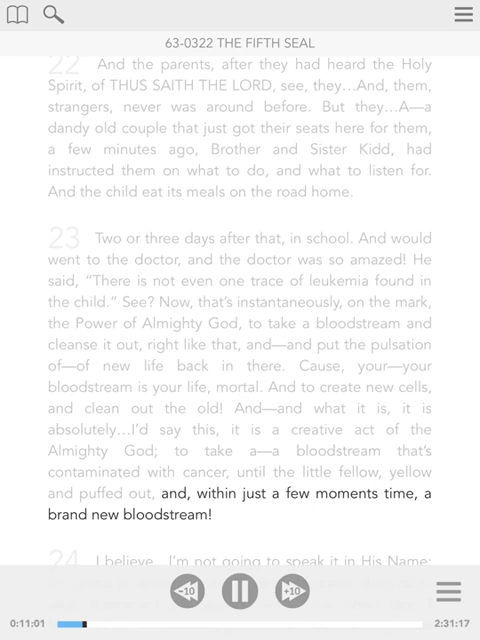 63-0322 THE FIFTH SEAL
22 And the parents, after they had heard the Holy
Spirit, of THUS SAITH THE LORD, see, they…And, them,
strangers, never was around before. But they…A—a
dandy old couple that just got their seats here for them,
a few minutes ago, Brother and Sister Kidd, had
instructed them on what to do, and what to listen for.
And the child eat its meals on the road home.
23 Two or three days after that, in school. And would
went to the doctor, and the doctor was so amazed! He
said, “There is not even one trace of leukemia found in
the child.” See? Now, that’s instantaneously, on the mark,
the Power of Almighty God, to take a bloodstream and
cleanse it out, right like that, and—and put the pulsation
of—of new life back in there. Cause, your—your
bloodstream is your life, mortal. And to create new cells,
and clean out the old! And—and what it is, it is
absolutely…I’d say this, it is a creative act of the
Almighty God; to take a—a bloodstream that’s
contaminated with cancer, until the little fellow, yellow
and puffed out, and, within just a few moments time, a
brand new bloodstream!
24 I believe…I’m not going to speak it in His Name;
-10
+10
0:11:01
2:31:17